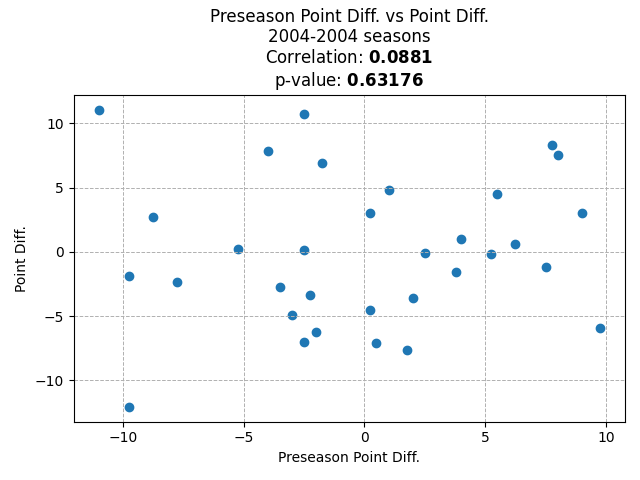 Preseason Point Diff. vs Point Diff.
2004-2004 seasons
Correlation: 0.0881
p-value: 0.63176
10
5
0
−5
−10
Point Diff.
−10 −5 0 5 10
Preseason Point Diff.